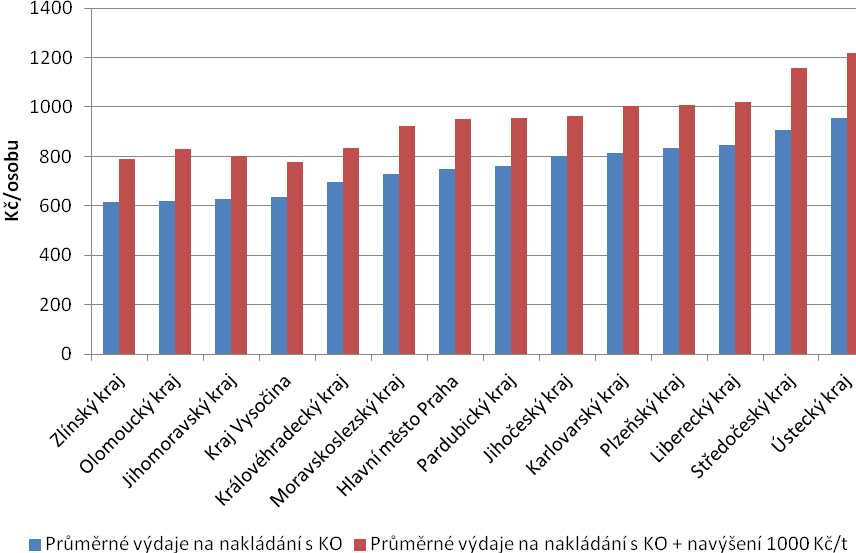 1400
1200
1000
800
600
400
200
0
Kč/osobu
Zlínský kraj
Olomoucký kraj
Jihomoravský kraj
Kraj Vysočina
Královéhradecký kraj
Moravskoslezský kraj
Hlavní město Praha
Pardubický kraj
Jihočeský kraj
Karlovarský kraj
Plzeňský kraj
Liberecký kraj
Středočeský kraj
Ústecký kraj
Průměrné výdaje na nakládání s KO
Průměrné výdaje na nakládání s KO + navýšení 1000 Kč/t